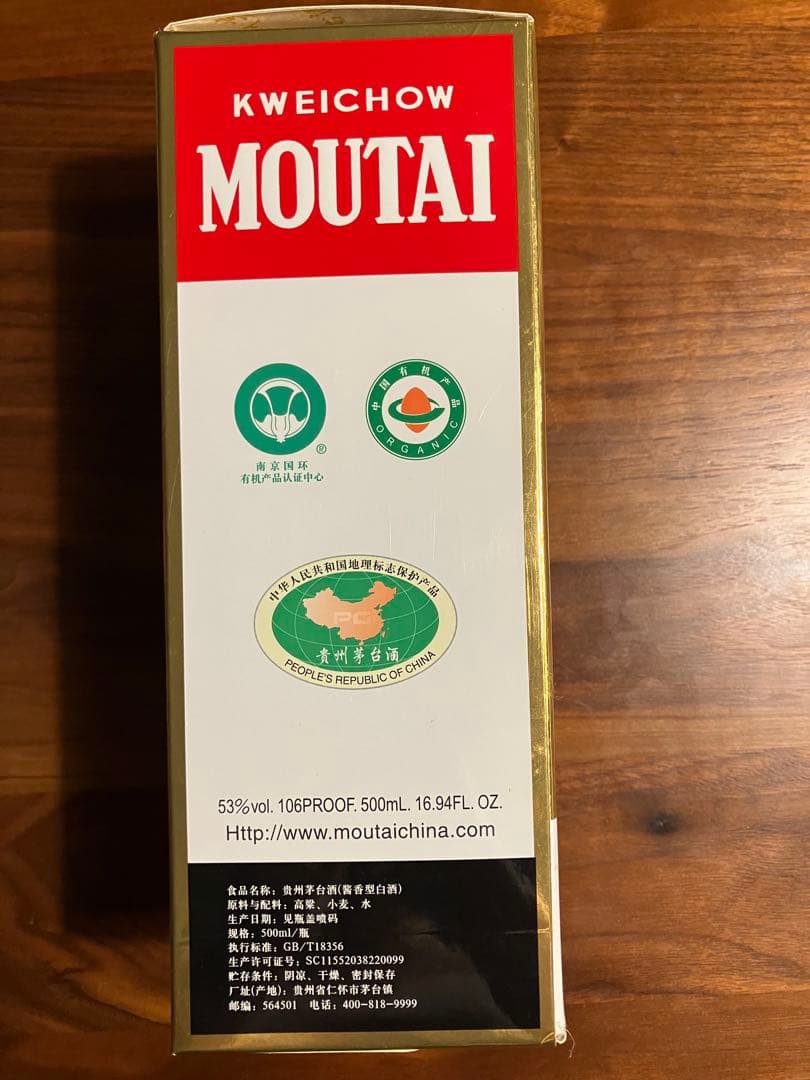 KWEICHOW
MOUTAI
中国有机产品
ORGANIC
®
南京国环
有机产品认证中心
中华人民共和国地理标志保护产品
PGI
贵州茅台酒
PEOPLE'S REPUBLIC OF CHINA
53%vol. 106PROOF. 500mL. 16.94FL. OZ.
Http://www.moutaichina.com
食品名称：贵州茅台酒(酱香型白酒)
原料与配料：高粱、小麦、水
生产日期：见瓶盖喷码
规格：500ml/瓶
执行标准：GB/T18356
生产许可证号：SC11552038220099
贮存条件：阴凉、干燥、密封保存
厂址(产地)：贵州省仁怀市茅台镇
邮编：564501 电话：400-818-9999